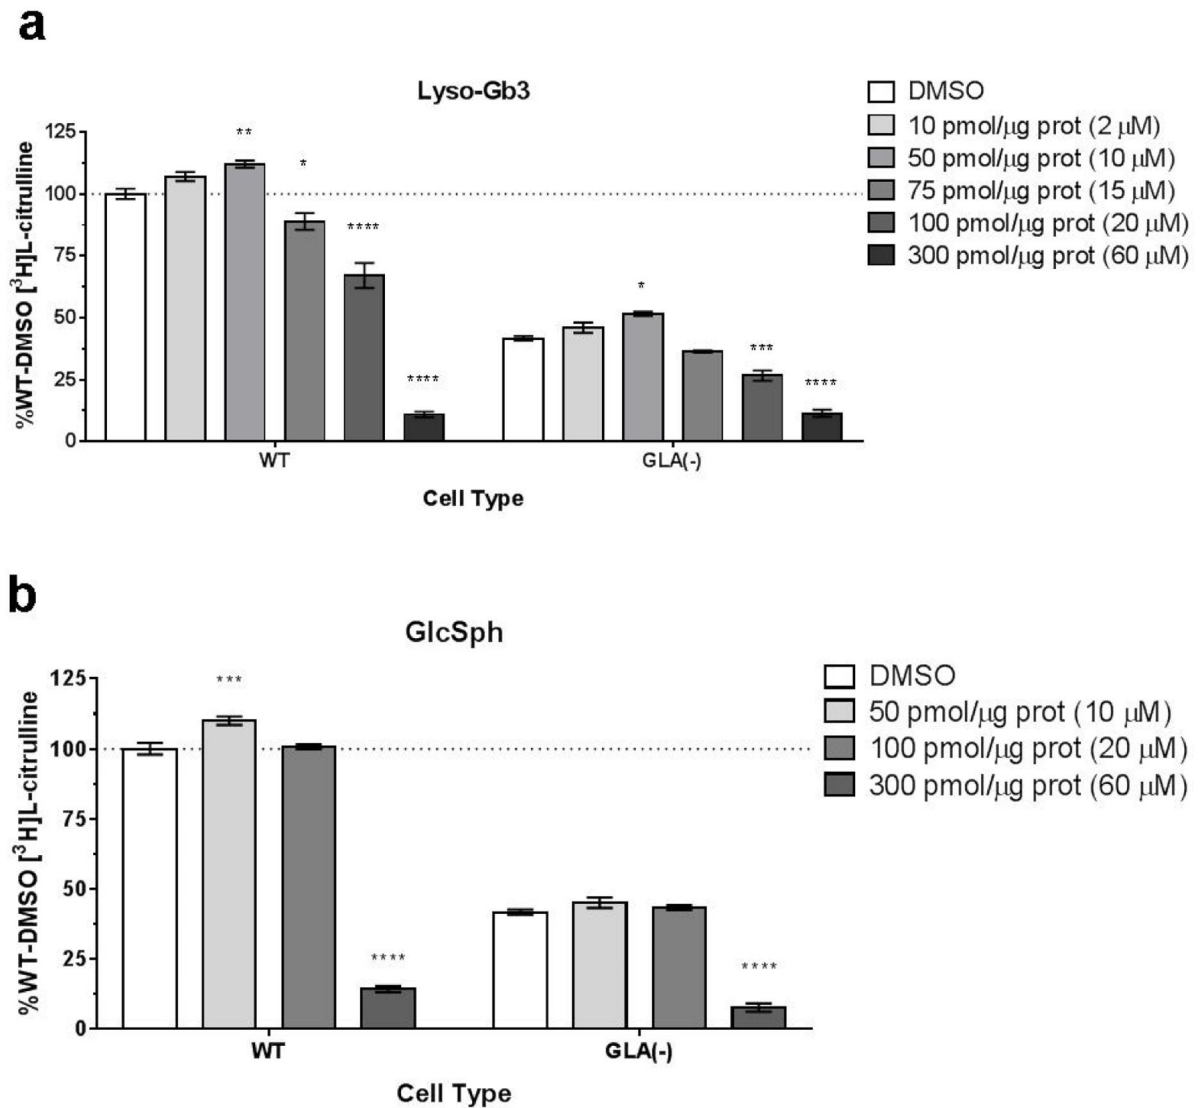 a
Lyso-Gb3
DMSO
10 pmol/μg prot (2 μM)
50 pmol/μg prot (10 μM)
75 pmol/μg prot (15 μM)
100 pmol/μg prot (20 μM)
300 pmol/μg prot (60 μM)
%WT-DMSO [³H]L-citrulline
125
100
75
50
25
0
**
*
****
****
*
***
****
WT
GLA(-)
Cell Type
b
GlcSph
DMSO
50 pmol/μg prot (10 μM)
100 pmol/μg prot (20 μM)
300 pmol/μg prot (60 μM)
%WT-DMSO [³H]L-citrulline
125
100
75
50
25
0
***
****
****
WT
GLA(-)
Cell Type